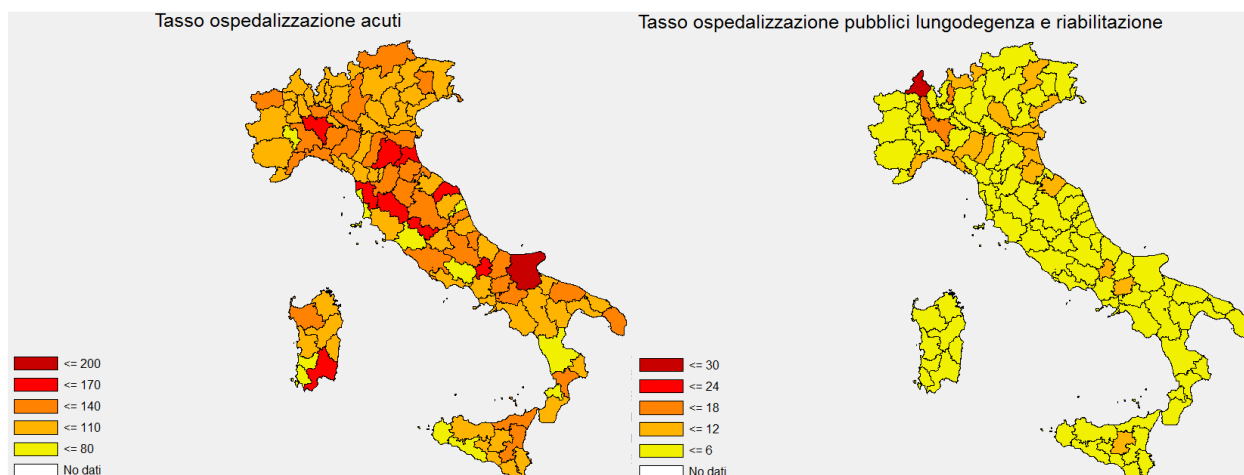 Tasso ospedalizzazione acuti
Tasso ospedalizzazione pubblici lungodegenza e riabilitazione
<= 200
<= 170
<= 140
<= 110
<= 80
No dati
<= 30
<= 24
<= 18
<= 12
<= 6
No dati